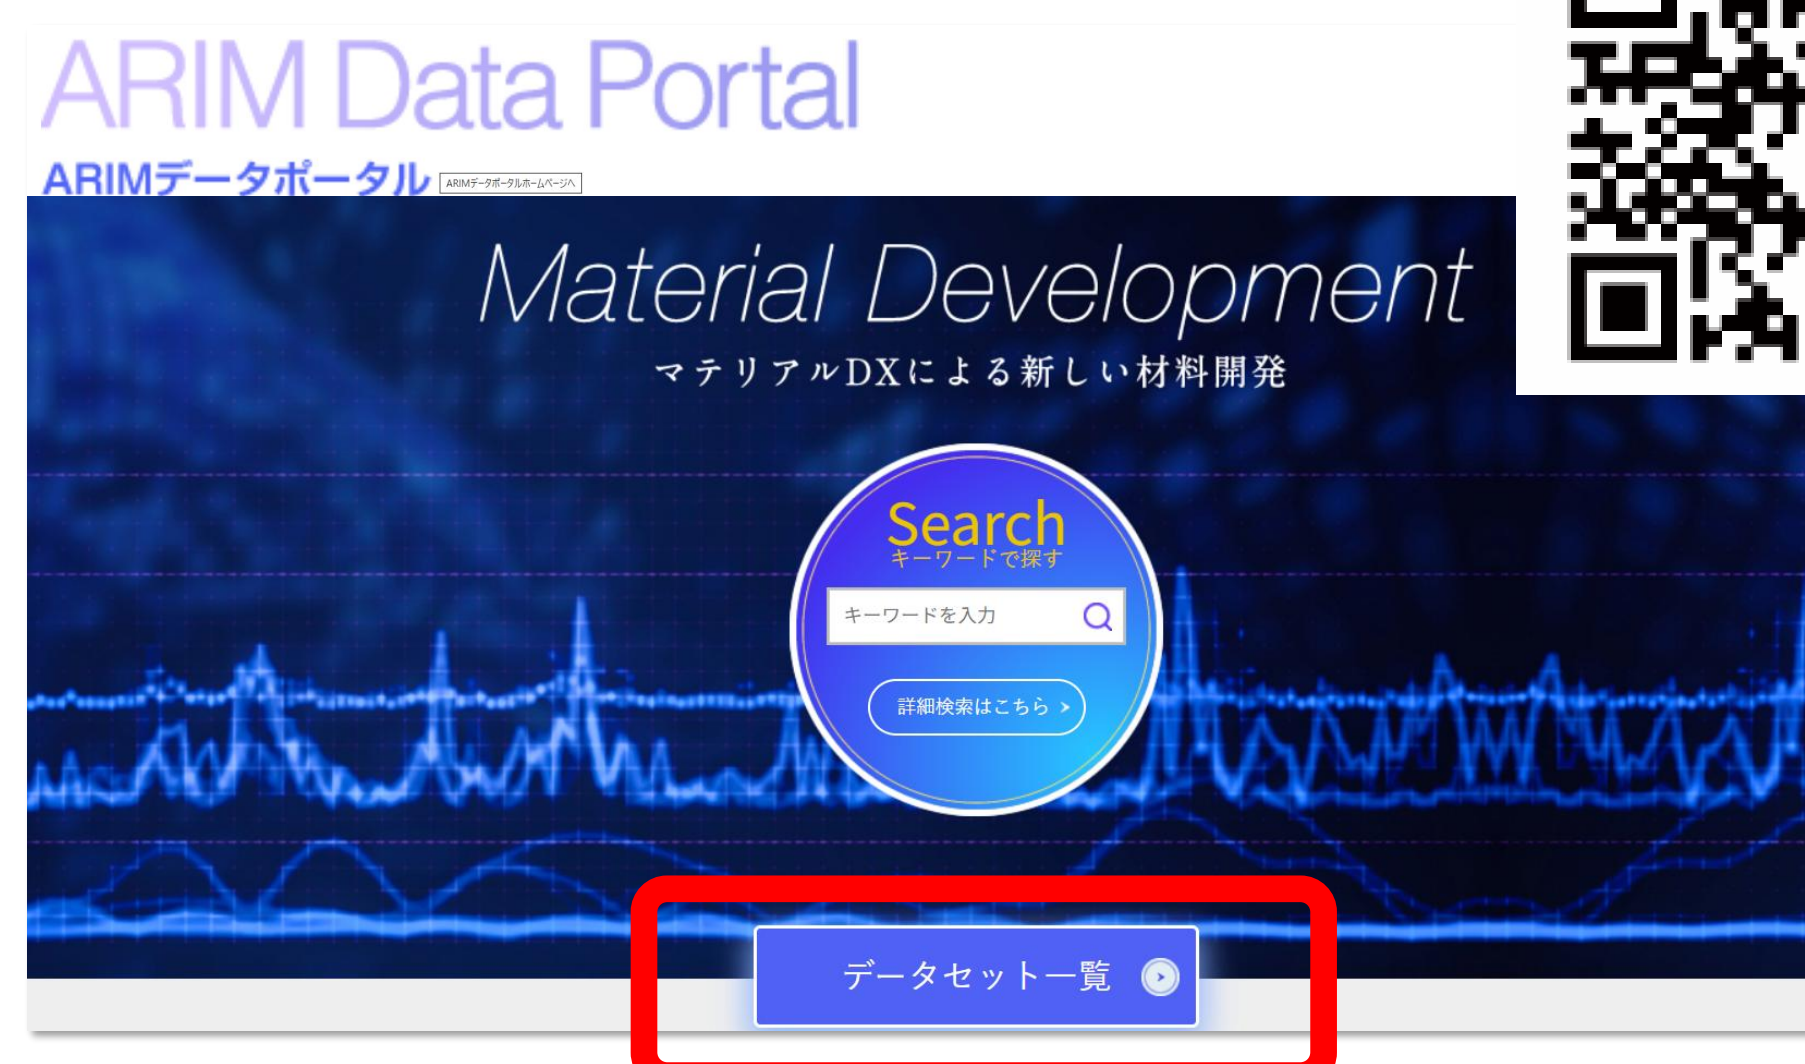 ARIM Data Portal
ARIMデータポータル
ARIMデータポータルホームページへ
Material Development
マテリアルDXによる新しい材料開発
Search
キーワードで探す
キーワードを入力
詳細検索はこちら
データセット一覧